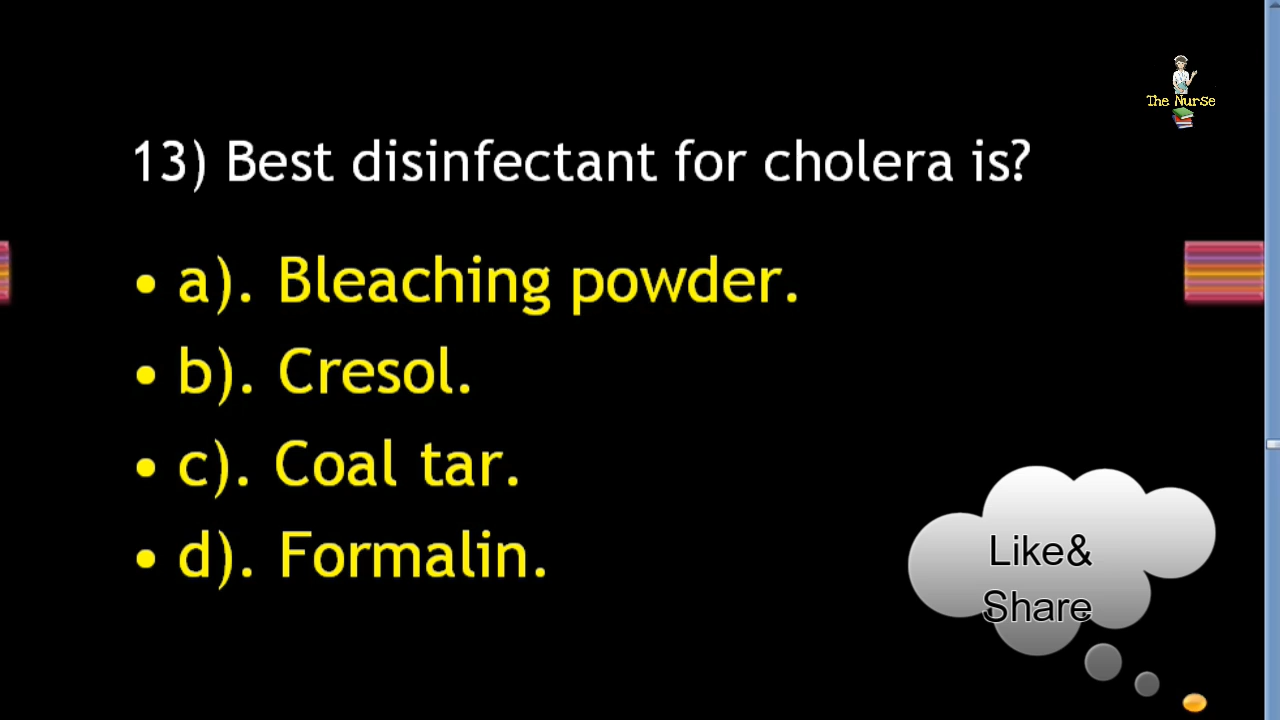 The Nurse
13) Best disinfectant for cholera is?
• a). Bleaching powder.
• b). Cresol.
• c). Coal tar.
• d). Formalin.
Like&
Share